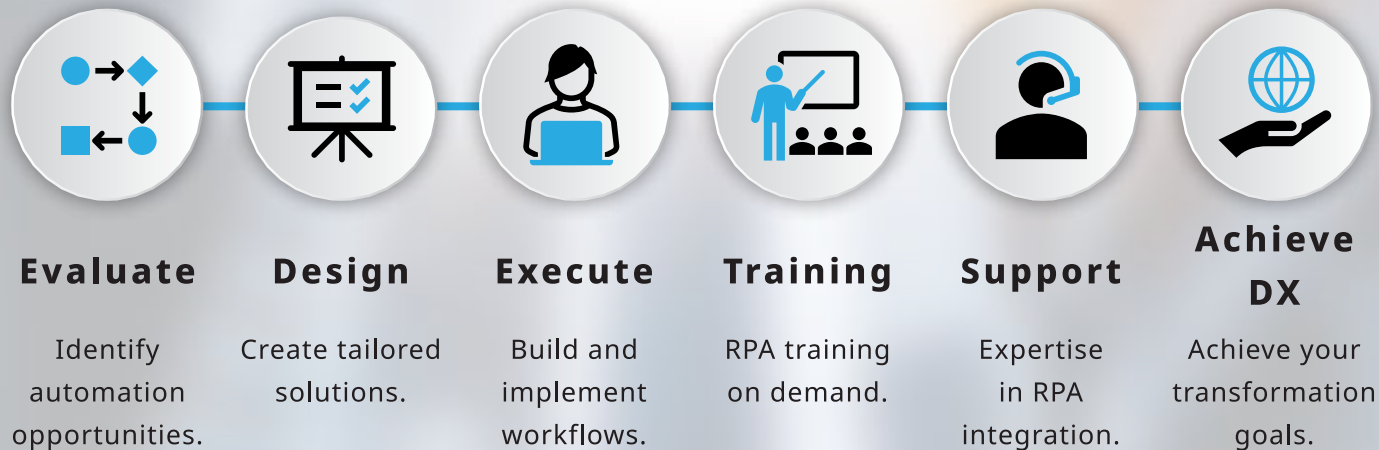 Evaluate
Identify
automation
opportunities.
Design
Create tailored
solutions.
Execute
Build and
implement
workflows.
Training
RPA training
on demand.
Support
Expertise
in RPA
integration.
Achieve
DX
Achieve your
transformation
goals.